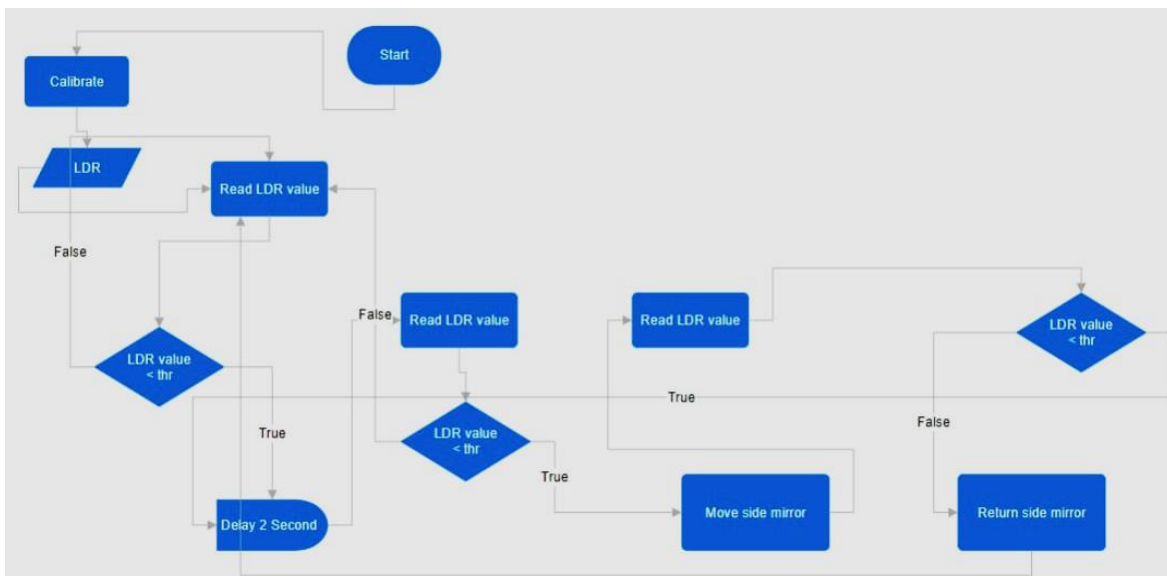 Start
Calibrate
LDR
Read LDR value
False
Read LDR value
False
Read LDR value
LDR value
< thr
LDR value
< thr
True
True
LDR value
< thr
False
True
Delay 2 Second
Move side mirror
Return side mirror